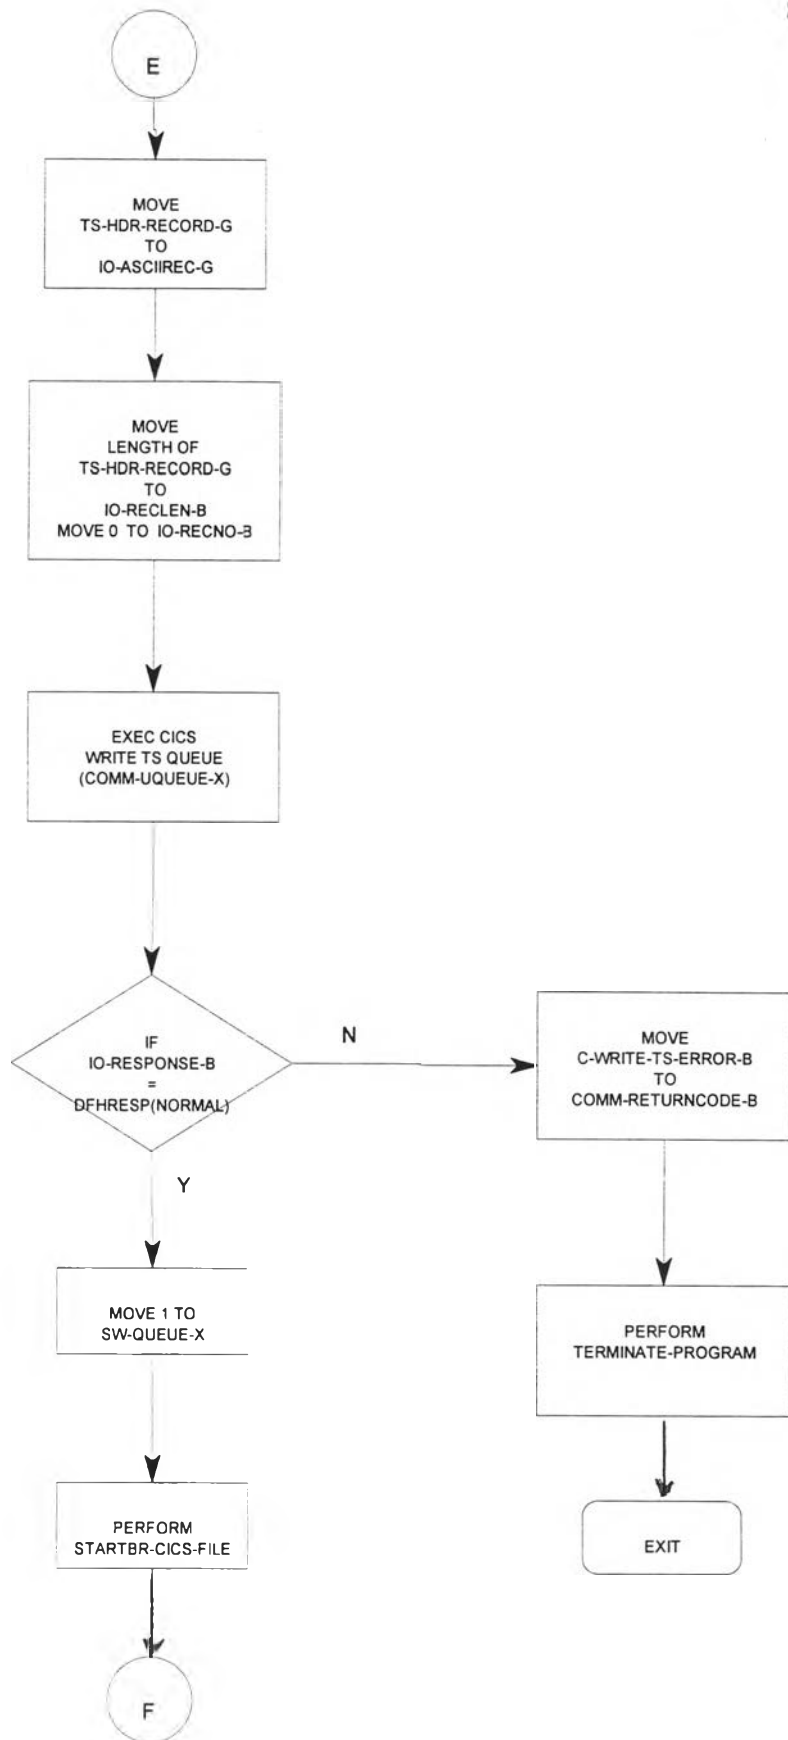 E
MOVE
TS-HDR-RECORD-G
TO
IO-ASCIIREC-G
MOVE
LENGTH OF
TS-HDR-RECORD-G
TO
IO-RECLEN-B
MOVE 0 TO IO-RECNO-B
EXEC CICS
WRITE TS QUEUE
(COMM-UQUEUE-X)
IF
IO-RESPONSE-B
=
DFHRESP(NORMAL)
N
MOVE
C-WRITE-TS-ERROR-B
TO
COMM-RETURNCODE-B
Y
MOVE 1 TO
SW-QUEUE-X
PERFORM
TERMINATE-PROGRAM
PERFORM
STARTBR-CICS-FILE
EXIT
F